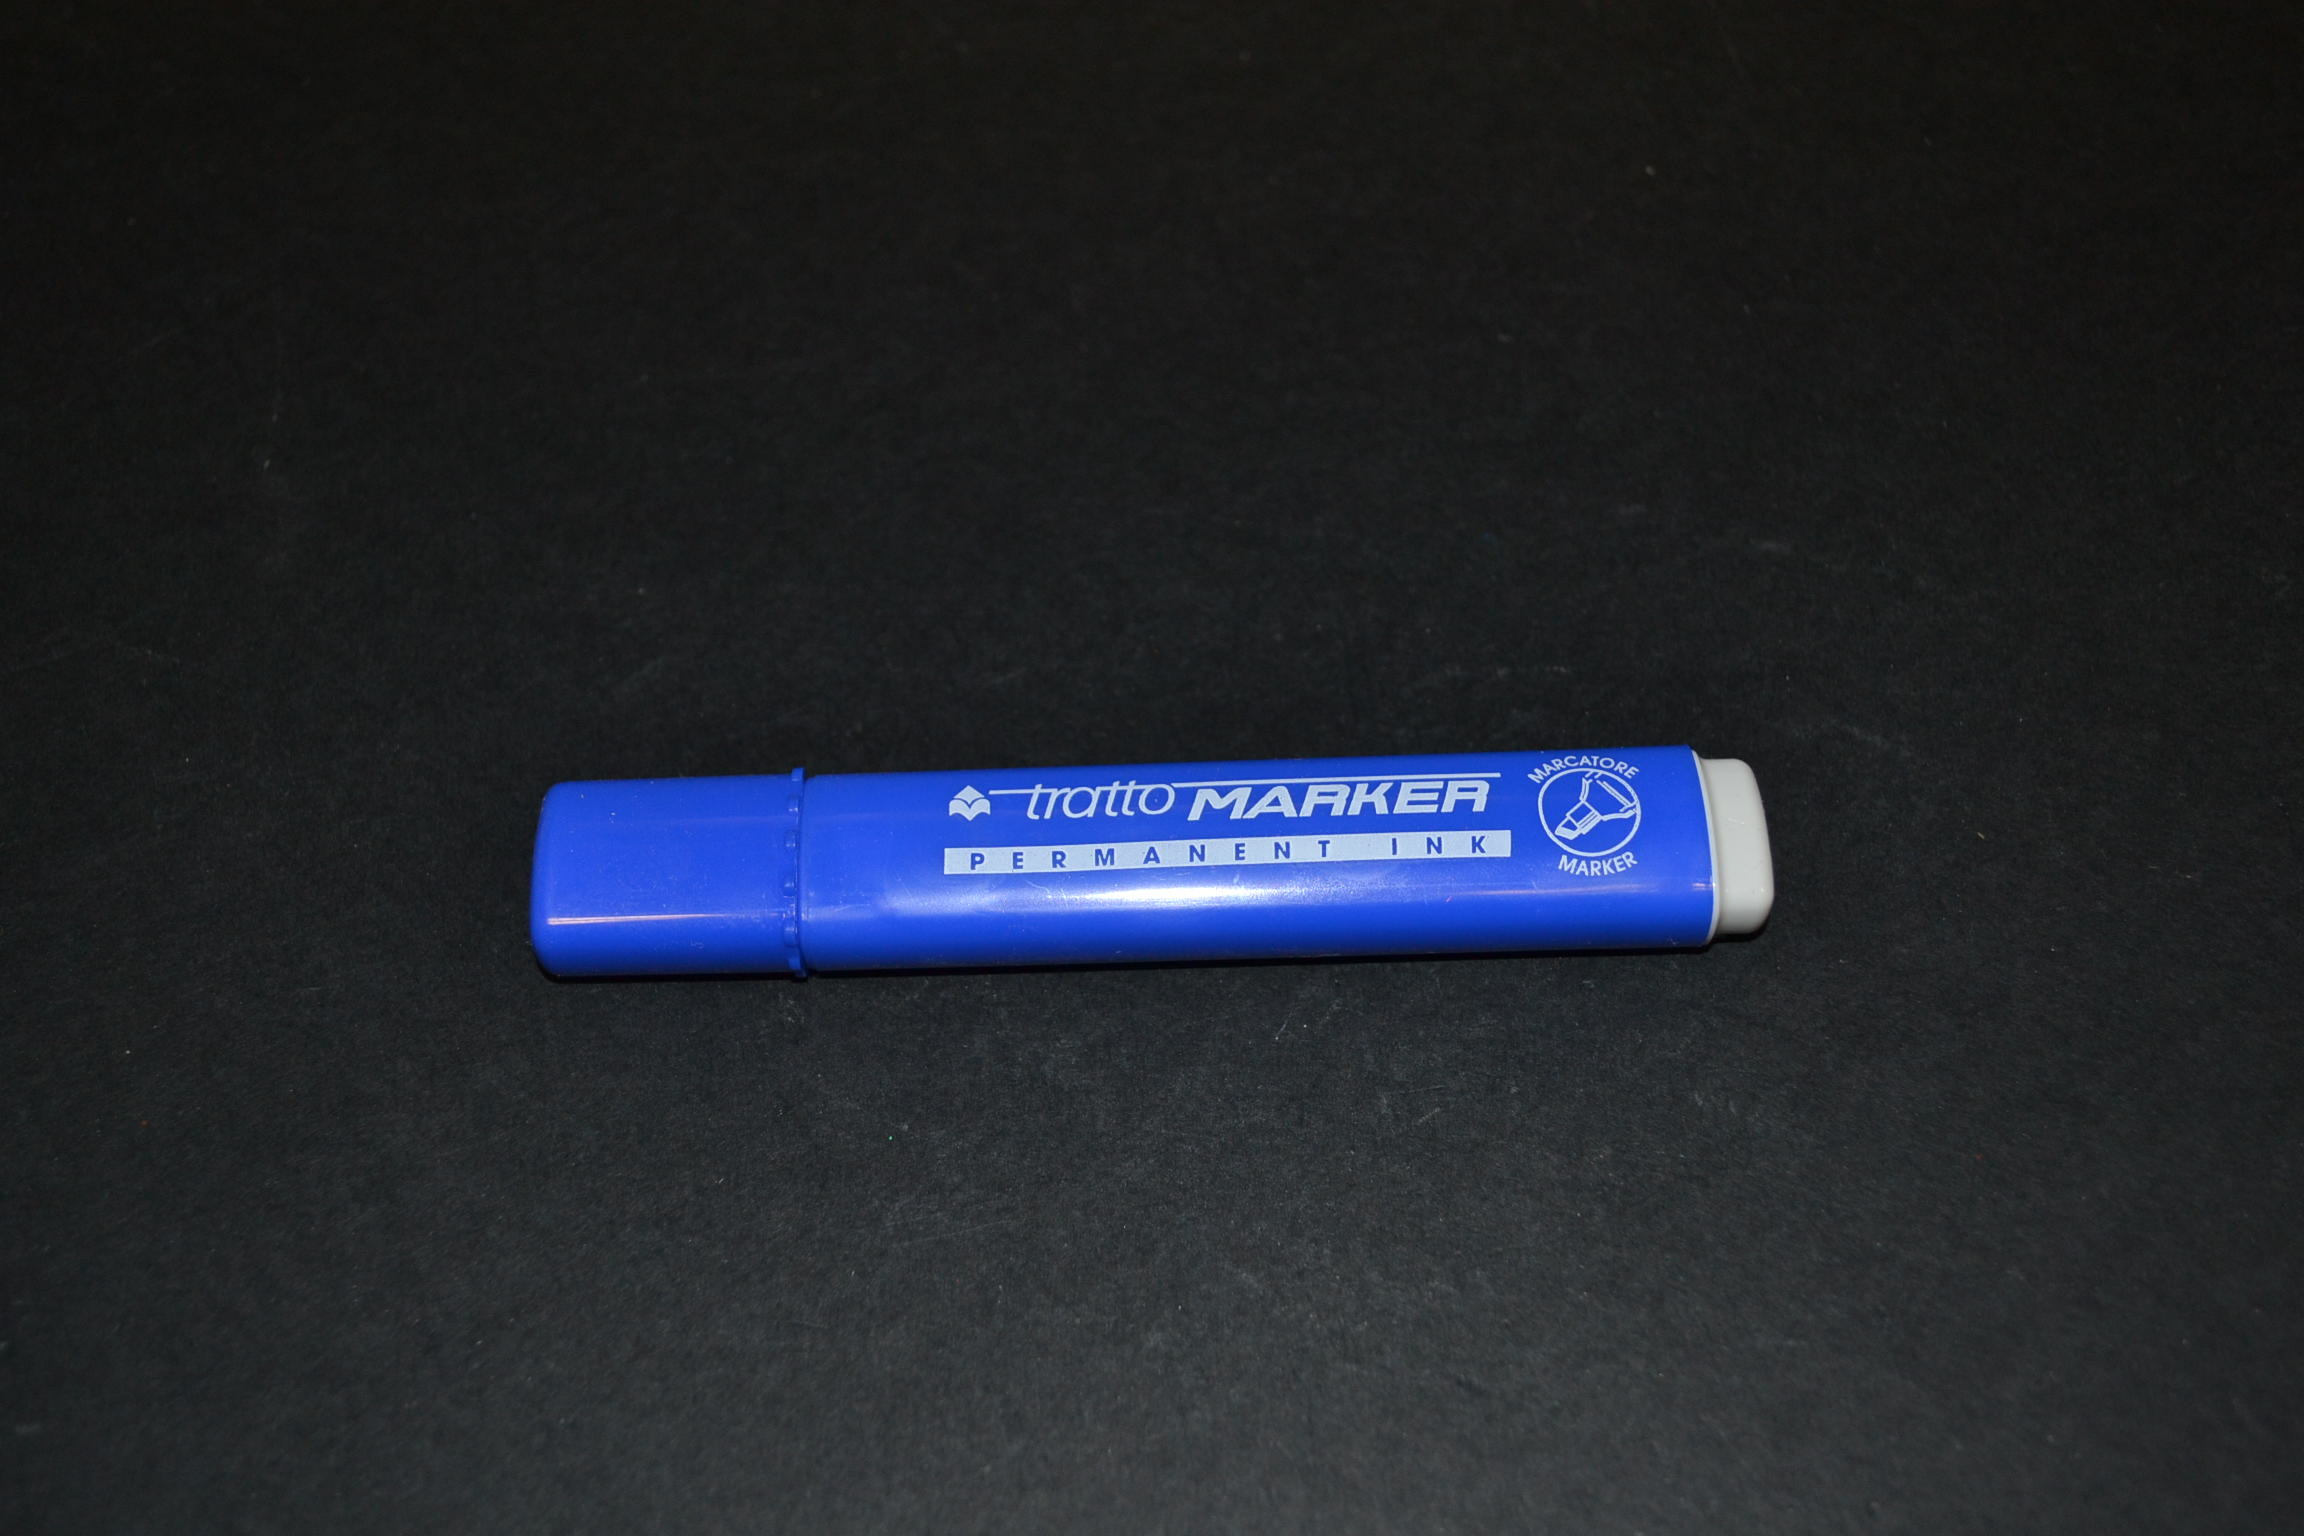 tratto MARKER
PERMANENT INK
MARCATORE
MARKER